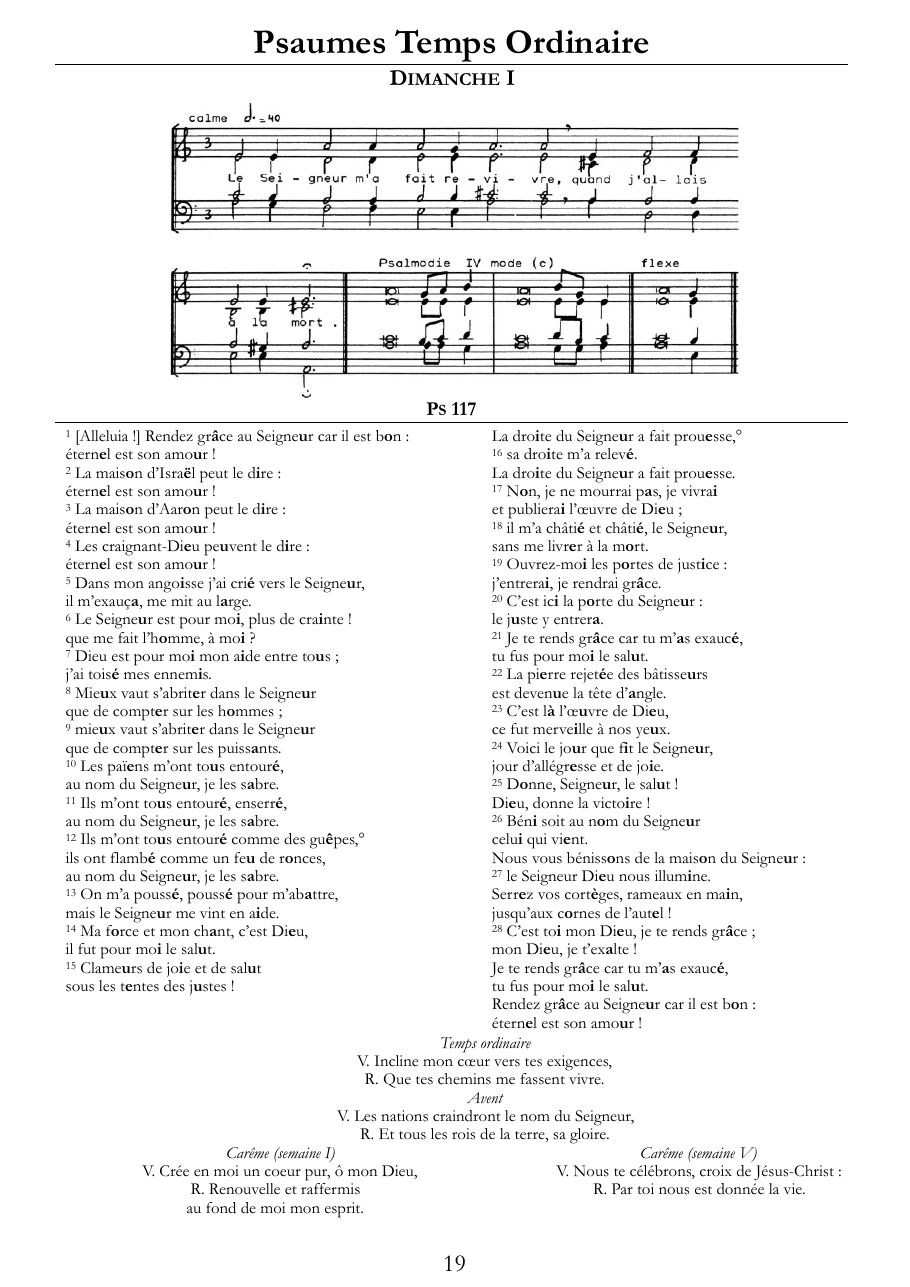 Psaumes Temps Ordinaire
DIMANCHE I
calme 𝅗𝅥. = 40
Le Sei - gneur m'a fait re - vi - vre, quand j'al - lais
Psalmodie IV mode (c) flexe
à la mort .
PS 117
1 [Alleluia !] Rendez grâce au Seigneur car il est bon :
éternel est son amour !
2 La maison d’Israël peut le dire :
éternel est son amour !
3 La maison d’Aaron peut le dire :
éternel est son amour !
4 Les craignant-Dieu peuvent le dire :
éternel est son amour !
5 Dans mon angoisse j’ai crié vers le Seigneur,
il m’exauça, me mit au large.
6 Le Seigneur est pour moi, plus de crainte !
que me fait l’homme, à moi ?
7 Dieu est pour moi mon aide entre tous ;
j’ai toisé mes ennemis.
8 Mieux vaut s’abriter dans le Seigneur
que de compter sur les hommes ;
9 mieux vaut s’abriter dans le Seigneur
que de compter sur les puissants.
10 Les païens m’ont tous entouré,
au nom du Seigneur, je les sabre.
11 Ils m’ont tous entouré, enserré,
au nom du Seigneur, je les sabre.
12 Ils m’ont tous entouré comme des guêpes,°
ils ont flambé comme un feu de ronces,
au nom du Seigneur, je les sabre.
13 On m’a poussé, poussé pour m’abattre,
mais le Seigneur me vint en aide.
14 Ma force et mon chant, c’est Dieu,
il fut pour moi le salut.
15 Clameurs de joie et de salut
sous les tentes des justes !
La droite du Seigneur a fait prouesse,°
16 sa droite m’a relevé.
La droite du Seigneur a fait prouesse.
17 Non, je ne mourrai pas, je vivrai
et publierai l’œuvre de Dieu ;
18 il m’a châtié et châtié, le Seigneur,
sans me livrer à la mort.
19 Ouvrez-moi les portes de justice :
j’entrerai, je rendrai grâce.
20 C’est ici la porte du Seigneur :
le juste y entrera.
21 Je te rends grâce car tu m’as exaucé,
tu fus pour moi le salut.
22 La pierre rejetée des bâtisseurs
est devenue la tête d’angle.
23 C’est là l’œuvre de Dieu,
ce fut merveille à nos yeux.
24 Voici le jour que fit le Seigneur,
jour d’allégresse et de joie.
25 Donne, Seigneur, le salut !
Dieu, donne la victoire !
26 Béni soit au nom du Seigneur
celui qui vient.
Nous vous bénissons de la maison du Seigneur :
27 le Seigneur Dieu nous illumine.
Serrez vos cortèges, rameaux en main,
jusqu’aux cornes de l’autel !
28 C’est toi mon Dieu, je te rends grâce ;
mon Dieu, je t’exalte !
Je te rends grâce car tu m’as exaucé,
tu fus pour moi le salut.
Rendez grâce au Seigneur car il est bon :
éternel est son amour !
Temps ordinaire
V. Incline mon cœur vers tes exigences,
R. Que tes chemins me fassent vivre.
Avent
V. Les nations craindront le nom du Seigneur,
R. Et tous les rois de la terre, sa gloire.
Carême (semaine I)
V. Crée en moi un coeur pur, ô mon Dieu,
R. Renouvelle et raffermis
au fond de moi mon esprit.
Carême (semaine V)
V. Nous te célébrons, croix de Jésus-Christ :
R. Par toi nous est donnée la vie.
19